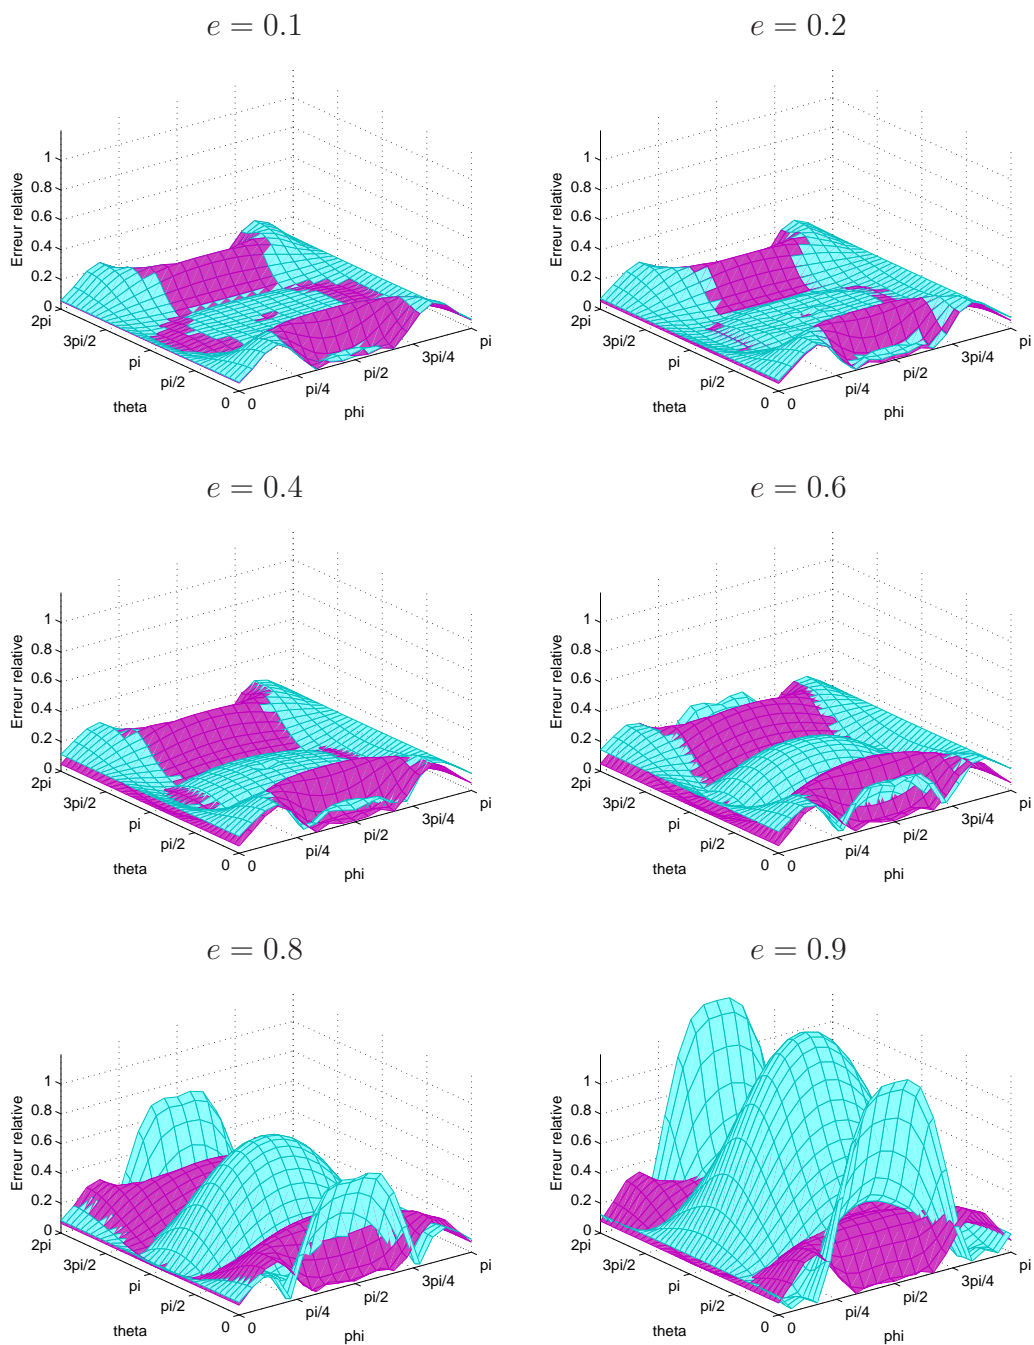 e = 0.1
Erreur relative
1
0.8
0.6
0.4
0.2
0
2pi
3pi/2
pi
pi/2
0
theta
0
pi/4
pi/2
3pi/4
pi
phi
e = 0.2
Erreur relative
1
0.8
0.6
0.4
0.2
0
2pi
3pi/2
pi
pi/2
0
theta
0
pi/4
pi/2
3pi/4
pi
phi
e = 0.4
Erreur relative
1
0.8
0.6
0.4
0.2
0
2pi
3pi/2
pi
pi/2
0
theta
0
pi/4
pi/2
3pi/4
pi
phi
e = 0.6
Erreur relative
1
0.8
0.6
0.4
0.2
0
2pi
3pi/2
pi
pi/2
0
theta
0
pi/4
pi/2
3pi/4
pi
phi
e = 0.8
Erreur relative
1
0.8
0.6
0.4
0.2
0
2pi
3pi/2
pi
pi/2
0
theta
0
pi/4
pi/2
3pi/4
pi
phi
e = 0.9
Erreur relative
1
0.8
0.6
0.4
0.2
0
2pi
3pi/2
pi
pi/2
0
theta
0
pi/4
pi/2
3pi/4
pi
phi